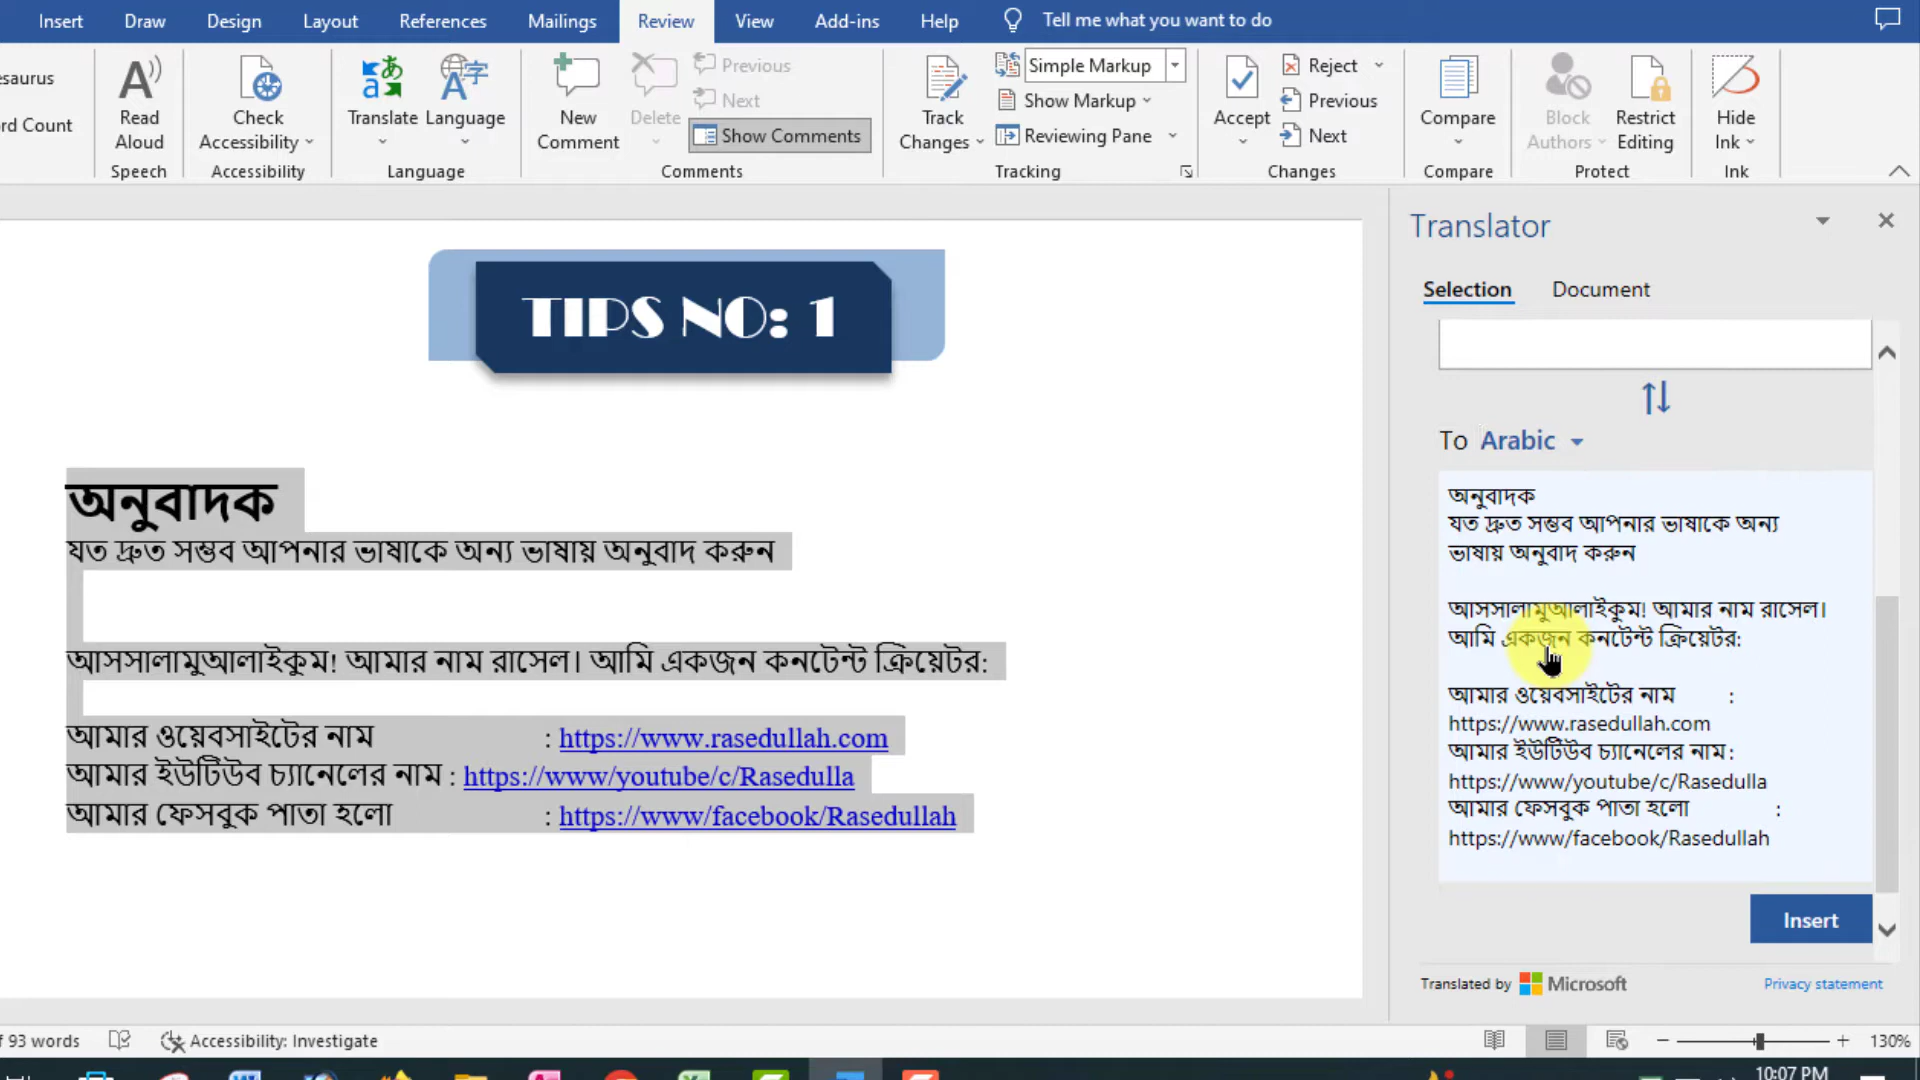 Insert Draw Design Layout References Mailings Review View Add-ins Help Tell me what you want to do
esaurus
rd Count
Read Aloud
Speech
Check Accessibility
Accessibility
Translate Language
Language
New Comment
Delete
Previous
Next
Show Comments
Comments
Track Changes
Simple Markup
Show Markup
Reviewing Pane
Tracking
Accept
Reject
Previous
Next
Changes
Compare
Compare
Block Authors
Restrict Editing
Protect
Hide Ink
Ink
TIPS NO: 1
অনুবাদক
যত দ্রুত সম্ভব আপনার ভাষাকে অন্য ভাষায় অনুবাদ করুন
আসসালামুআলাইকুম! আমার নাম রাসেল। আমি একজন কনটেন্ট ক্রিয়েটর:
আমার ওয়েবসাইটের নাম : https://www.rasedullah.com
আমার ইউটিউব চ্যানেলের নাম : https://www/youtube/c/Rasedulla
আমার ফেসবুক পাতা হলো : https://www/facebook/Rasedullah
Translator
Selection Document
To Arabic
অনুবাদক
যত দ্রুত সম্ভব আপনার ভাষাকে অন্য
ভাষায় অনুবাদ করুন
আসসালামুআলাইকুম! আমার নাম রাসেল।
আমি একজন কনটেন্ট ক্রিয়েটর:
আমার ওয়েবসাইটের নাম :
https://www.rasedullah.com
আমার ইউটিউব চ্যানেলের নাম:
https://www/youtube/c/Rasedulla
আমার ফেসবুক পাতা হলো :
https://www/facebook/Rasedullah
Insert
Translated by Microsoft Privacy statement
f 93 words Accessibility: Investigate 130%
10:07 PM